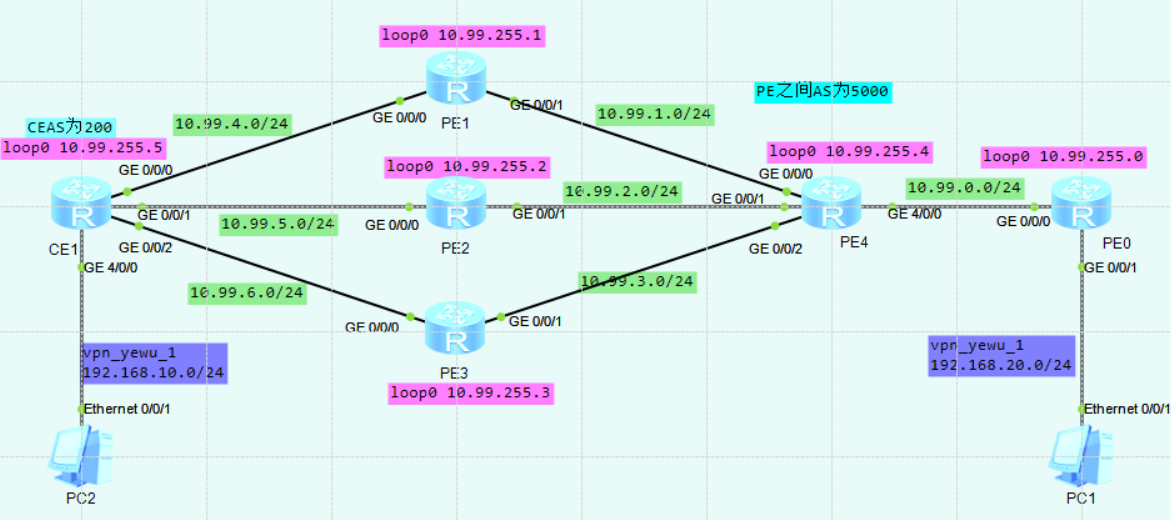 loop0 10.99.255.1
R
PE1
GE 0/0/0
GE 0/0/1
10.99.4.0/24
10.99.1.0/24
PE之间AS为5000
CEAS为200
loop0 10.99.255.5
GE 0/0/0
R
GE 0/0/1
CE1
GE 0/0/2
GE 4/0/0
loop0 10.99.255.2
10.99.5.0/24
GE 0/0/0
R
PE2
GE 0/0/1
10.99.2.0/24
loop0 10.99.255.4
GE 0/0/0
GE 0/0/1
R
PE4
GE 0/0/2
GE 4/0/0
10.99.0.0/24
loop0 10.99.255.0
GE 0/0/0
R
PE0
GE 0/0/1
10.99.6.0/24
GE 0/0/0
R
GE 0/0/1
10.99.3.0/24
PE3
loop0 10.99.255.3
vpn_yewu_1
192.168.10.0/24
Ethernet 0/0/1
PC2
vpn_yewu_1
192.168.20.0/24
Ethernet 0/0/1
PC1